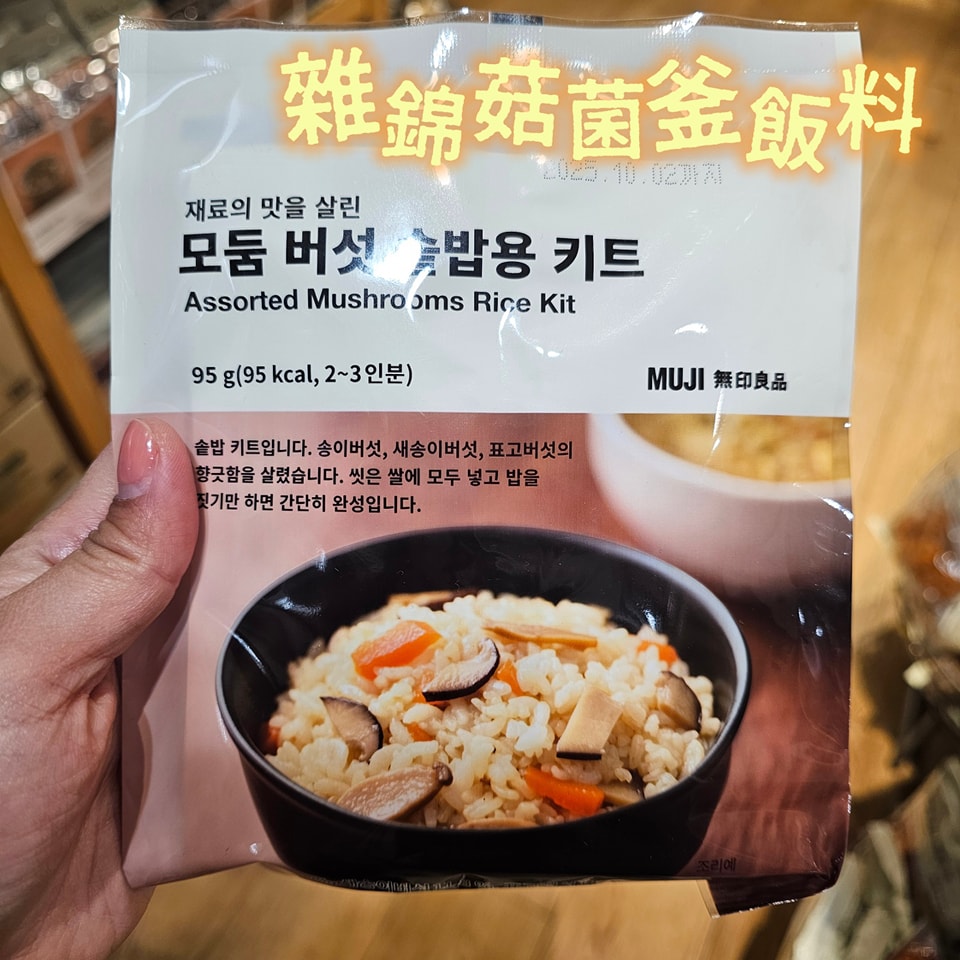 雜錦菇菌釜飯料
2025.10.02까지
재료의 맛을 살린
모둠 버섯 솥밥용 키트
Assorted Mushrooms Rice Kit
95 g(95 kcal, 2~3인분)
MUJI 無印良品
솥밥 키트입니다. 송이버섯, 새송이버섯, 표고버섯의
향긋함을 살렸습니다. 씻은 쌀에 모두 넣고 밥을
짓기만 하면 간단히 완성입니다.
조리예